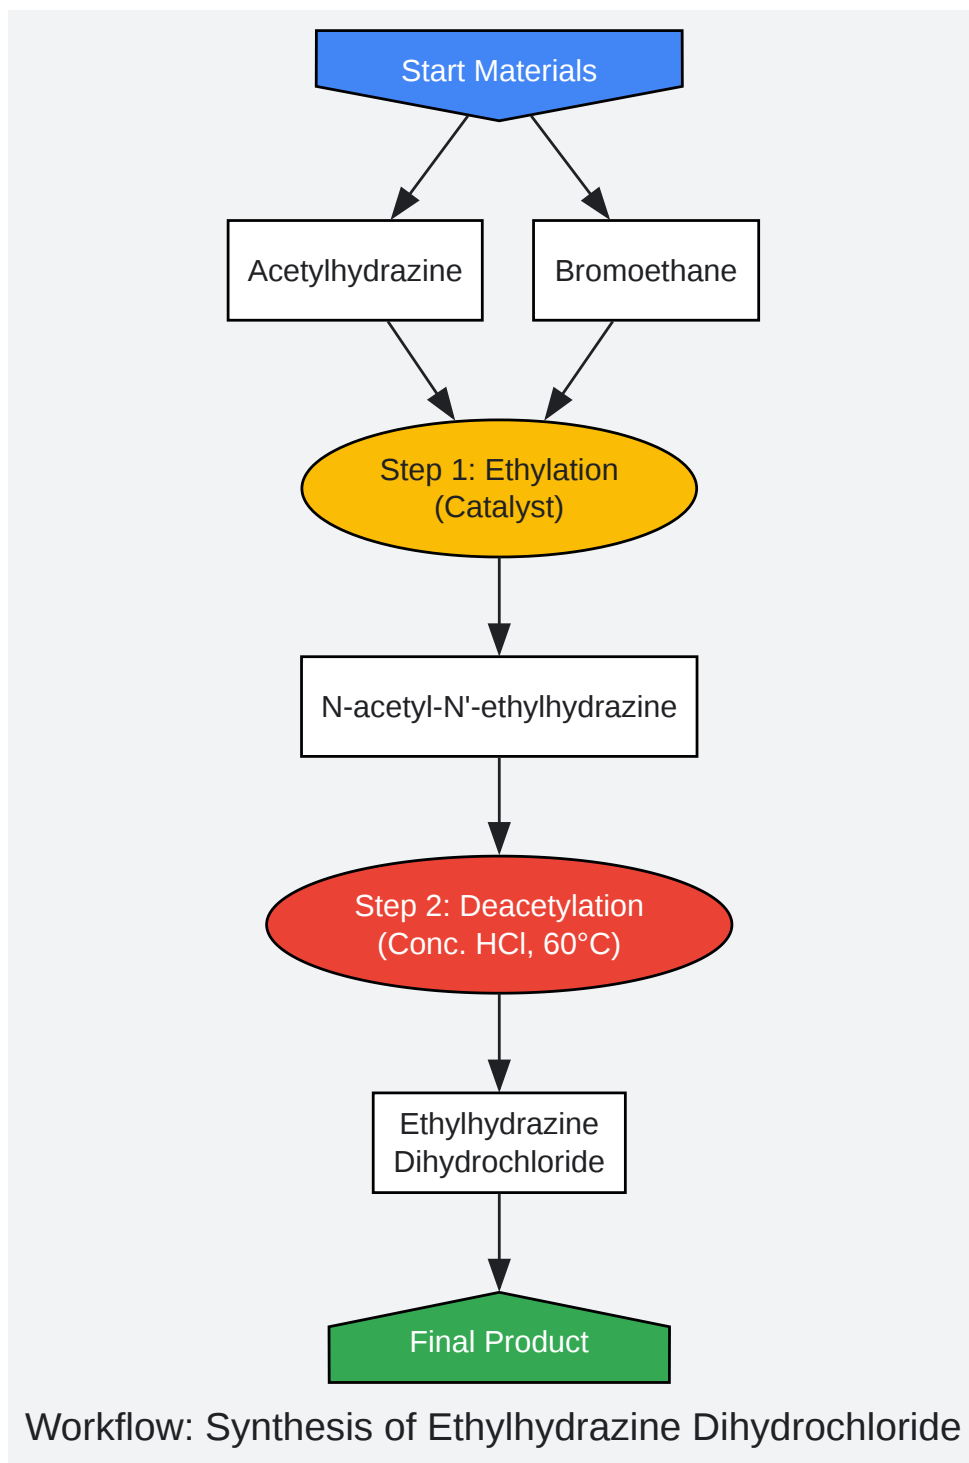 Start Materials
Acetylhydrazine
Bromoethane
Step 1: Ethylation
(Catalyst)
N-acetyl-N'-ethylhydrazine
Step 2: Deacetylation
(Conc. HCl, 60°C)
Ethylhydrazine
Dihydrochloride
Final Product
Workflow: Synthesis of Ethylhydrazine Dihydrochloride